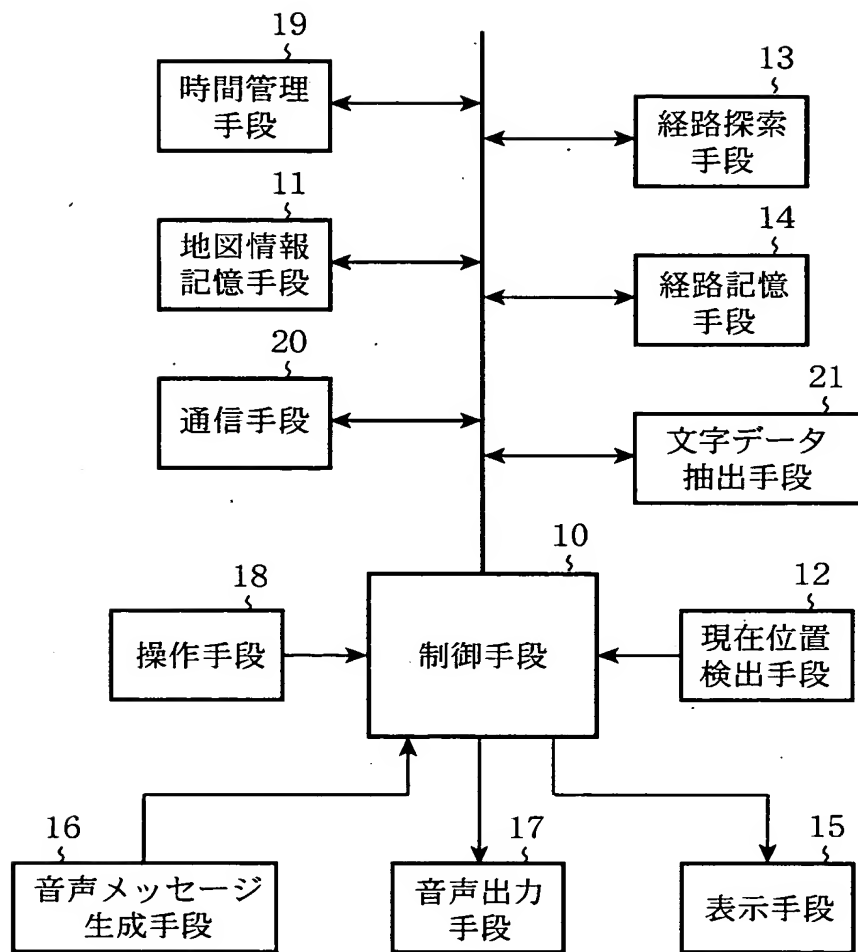 19
時間管理
手段
13
経路探索
手段
11
地図情報
記憶手段
14
経路記憶
手段
20
通信手段
21
文字データ
抽出手段
10
制御手段
18
操作手段
12
現在位置
検出手段
16
音声メッセージ
生成手段
17
音声出力
手段
15
表示手段